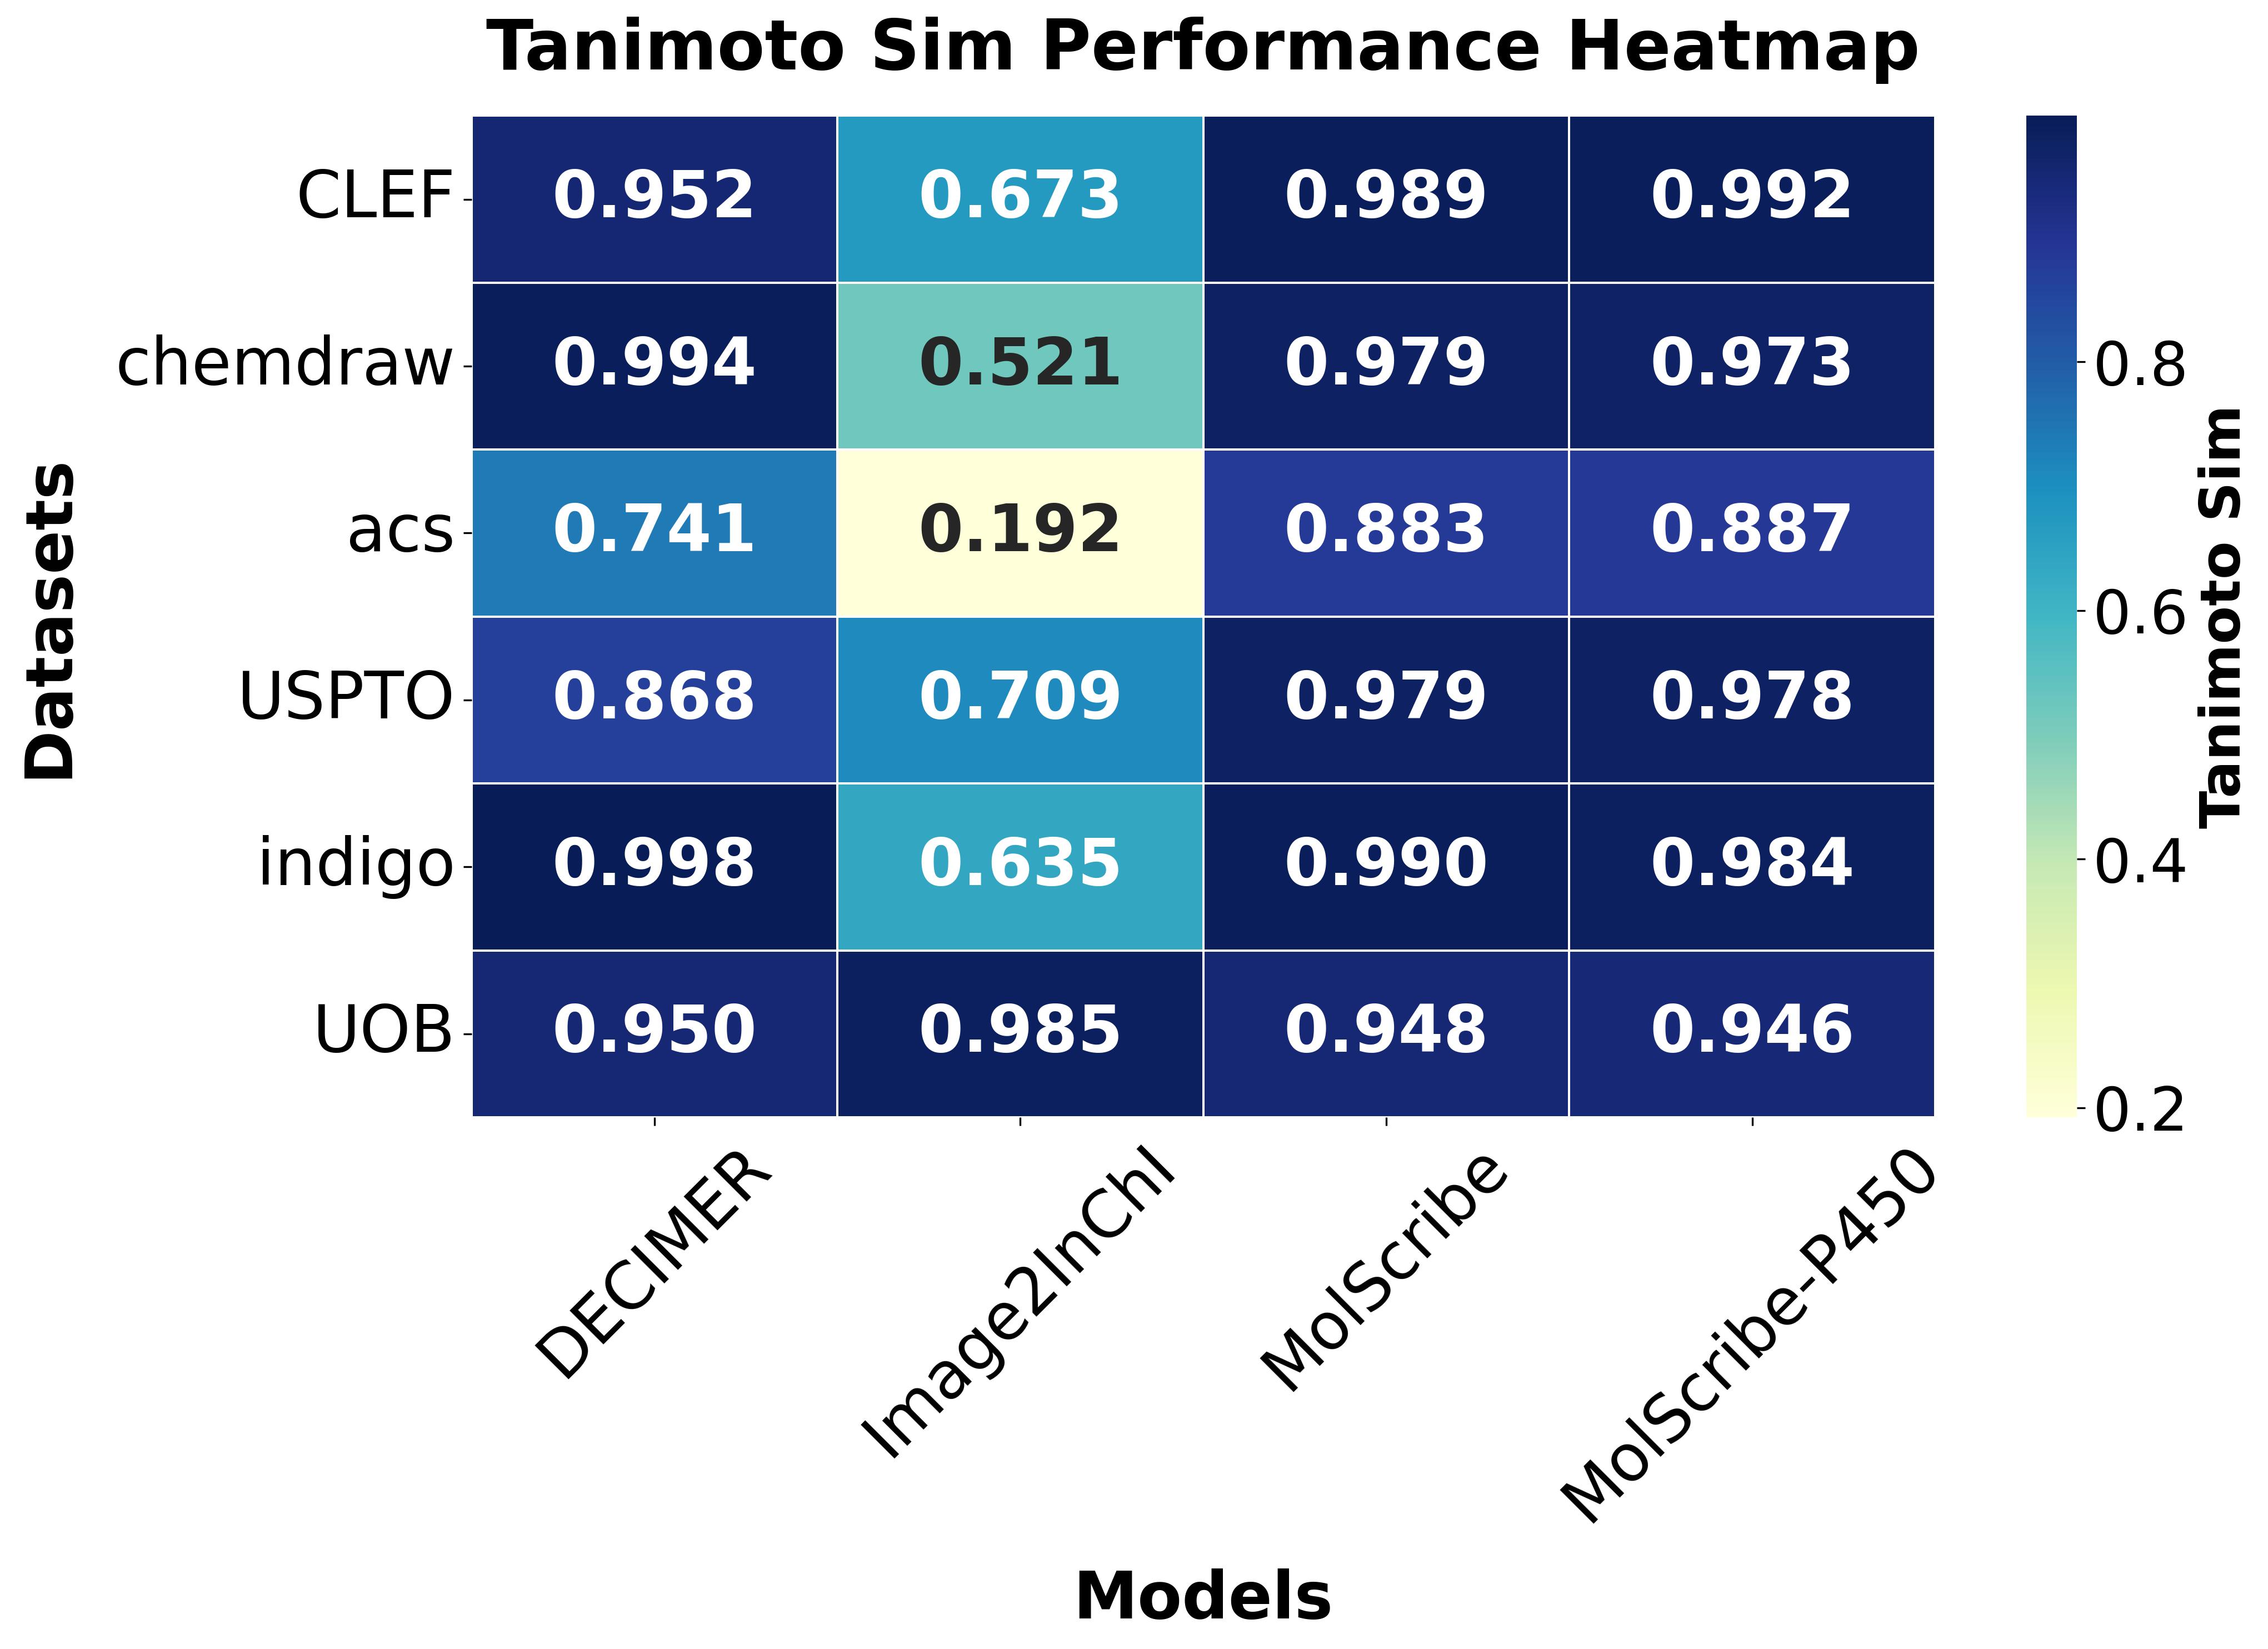 Tanimoto Sim Performance Heatmap
Datasets
CLEF 0.952 0.673 0.989 0.992
chemdraw 0.994 0.521 0.979 0.973
acs 0.741 0.192 0.883 0.887
USPTO 0.868 0.709 0.979 0.978
indigo 0.998 0.635 0.990 0.984
UOB 0.950 0.985 0.948 0.946
DECIMER Image2InChI MolScribe MolScribe-P450
Models
0.8
0.6
0.4
0.2
Tanimoto Sim